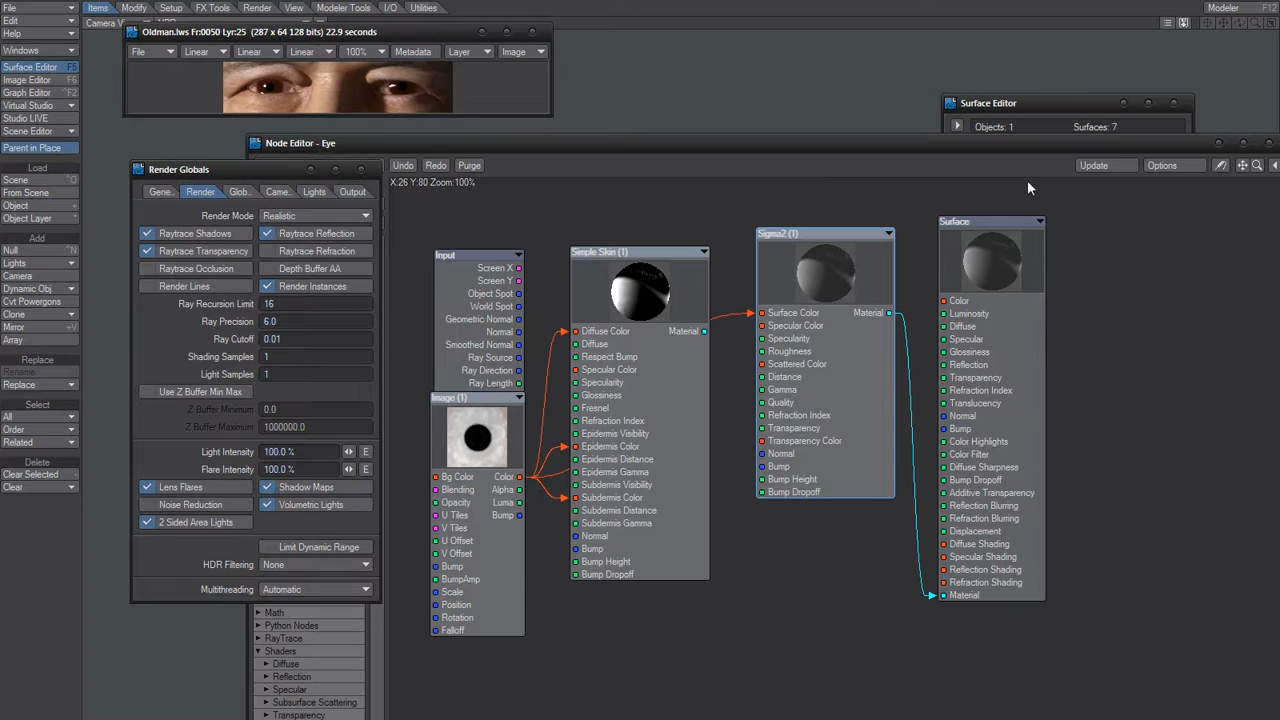 File
Items
Modify
Setup
FX Tools
Render
View
Modeler Tools
I/O
Utilities
Modeler
F12
Edit
Help
Windows
Surface Editor F5
Image Editor F6
Graph Editor ^F2
Virtual Studio
Studio LIVE
Scene Editor
Parent in Place
Load
Scene ^O
From Scene
Object +
Object Layer *
Add
Null ^N
Lights
Camera
Dynamic Obj
Cvt Powergons
Clone ^C
Mirror
Array
Replace
Rename
Replace
Select
All
Order
Related
Delete
Clear Selected -
Clear
Oldman.lws Fr:0050 Lyr:25 (287 x 64 128 bits) 22.9 seconds
File
Linear
Linear
Linear
100%
Metadata
Layer
Image
Surface Editor
Objects: 1
Surfaces: 7
Node Editor - Eye
Undo
Redo
Purge
Update
Options
X:26 Y:80 Zoom:100%
Render Globals
Gene..
Render
Glob..
Came..
Lights
Output
Render Mode Realistic
Raytrace Shadows
Raytrace Reflection
Raytrace Transparency
Raytrace Refraction
Raytrace Occlusion
Depth Buffer AA
Render Lines
Render Instances
Ray Recursion Limit 16
Ray Precision 6.0
Ray Cutoff 0.01
Shading Samples 1
Light Samples 1
Use Z Buffer Min Max
Z Buffer Minimum 0.0
Z Buffer Maximum 1000000.0
Light Intensity 100.0 % E
Flare Intensity 100.0 % E
Lens Flares
Shadow Maps
Noise Reduction
Volumetric Lights
2 Sided Area Lights
Limit Dynamic Range
HDR Filtering None
Multithreading Automatic
Math
Python Nodes
RayTrace
Shaders
Diffuse
Reflection
Specular
Subsurface Scattering
Transparency
Input
Screen X
Screen Y
Object Spot
World Spot
Geometric Normal
Normal
Smoothed Normal
Ray Source
Ray Direction
Ray Length
Image (1)
Bg Color Color
Blending Alpha
Opacity Luma
U Tiles Bump
V Tiles
U Offset
V Offset
Bump
BumpAmp
Scale
Position
Rotation
Falloff
Simple Skin (1)
Diffuse Color Material
Diffuse
Respect Bump
Specular Color
Specularity
Glossiness
Fresnel
Refraction Index
Epidermis Visibility
Epidermis Color
Epidermis Distance
Epidermis Gamma
Subdermis Visibility
Subdermis Color
Subdermis Distance
Subdermis Gamma
Normal
Bump
Bump Height
Bump Dropoff
Sigma2 (1)
Surface Color Material
Specular Color
Specularity
Roughness
Scattered Color
Distance
Gamma
Quality
Refraction Index
Transparency
Transparency Color
Normal
Bump
Bump Height
Bump Dropoff
Surface
Color
Luminosity
Diffuse
Specular
Glossiness
Reflection
Transparency
Refraction Index
Translucency
Normal
Bump
Color Highlights
Color Filter
Diffuse Sharpness
Bump Dropoff
Additive Transparency
Reflection Blurring
Refraction Blurring
Displacement
Diffuse Shading
Specular Shading
Reflection Shading
Refraction Shading
Material